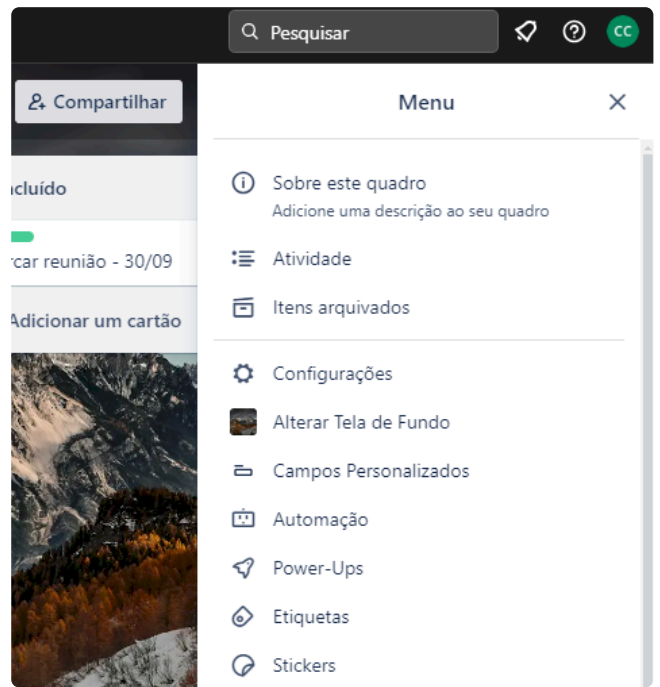 Pesquisar
CC
Compartilhar
Menu
ncluído
Sobre este quadro
Adicione uma descrição ao seu quadro
rcar reunião - 30/09
Atividade
Itens arquivados
Adicionar um cartão
Configurações
Alterar Tela de Fundo
Campos Personalizados
Automação
Power-Ups
Etiquetas
Stickers